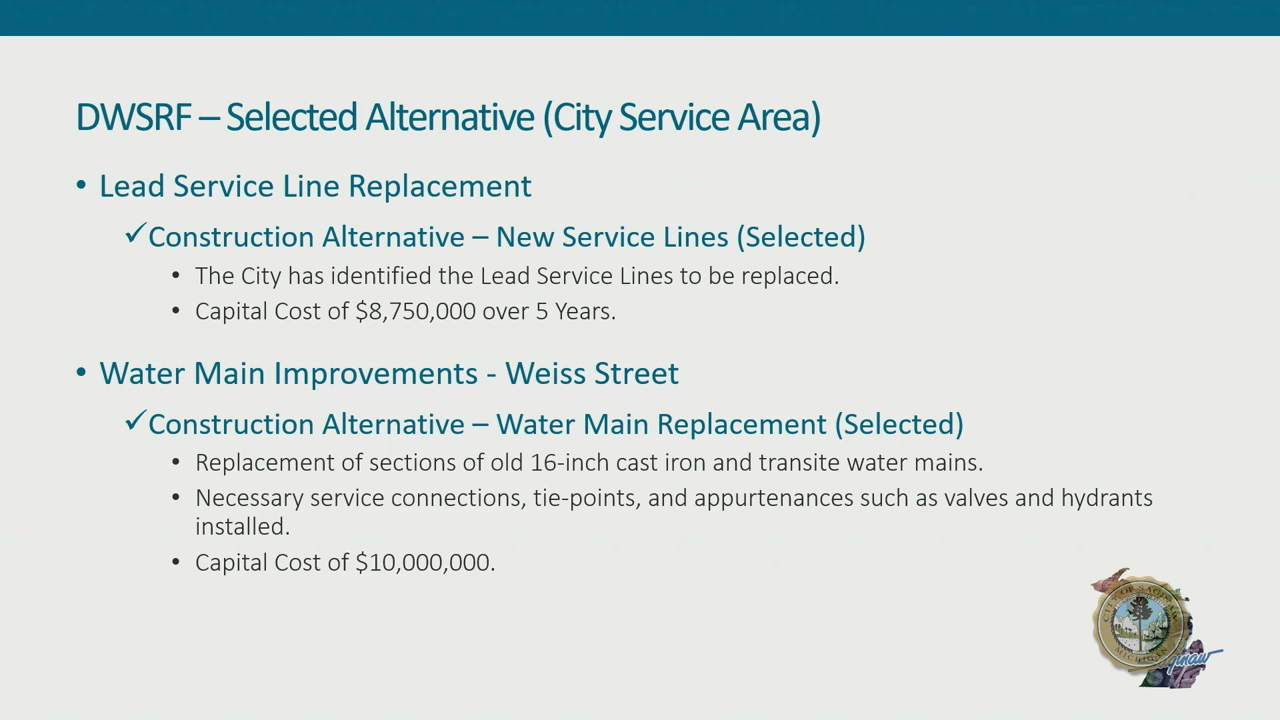 DWSRF – Selected Alternative (City Service Area)
• Lead Service Line Replacement
✓Construction Alternative – New Service Lines (Selected)
• The City has identified the Lead Service Lines to be replaced.
• Capital Cost of $8,750,000 over 5 Years.
• Water Main Improvements - Weiss Street
✓Construction Alternative – Water Main Replacement (Selected)
• Replacement of sections of old 16-inch cast iron and transite water mains.
• Necessary service connections, tie-points, and appurtenances such as valves and hydrants
installed.
• Capital Cost of $10,000,000.
CITY OF SAGINAW
MICHIGAN